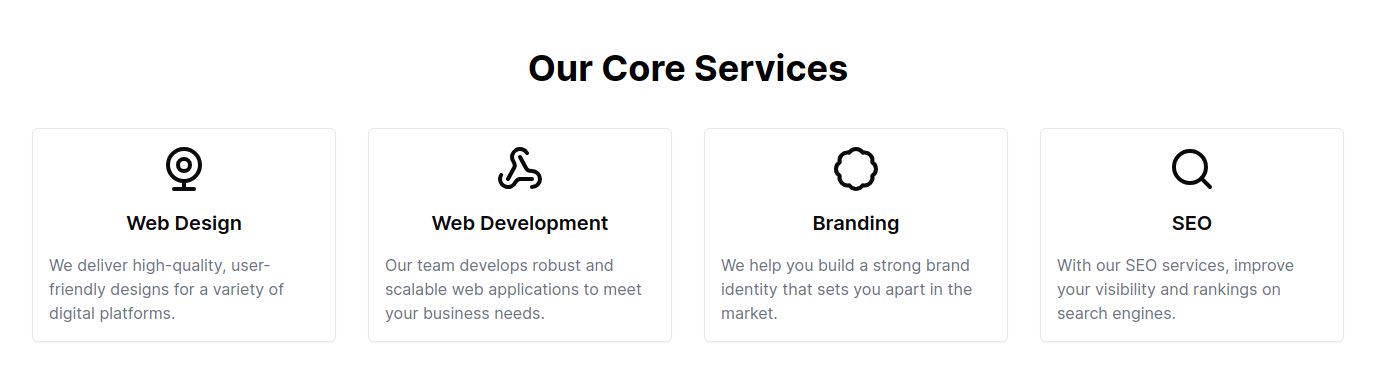 Our Core Services
Web Design
We deliver high-quality, user-
friendly designs for a variety of
digital platforms.
Web Development
Our team develops robust and
scalable web applications to meet
your business needs.
Branding
We help you build a strong brand
identity that sets you apart in the
market.
SEO
With our SEO services, improve
your visibility and rankings on
search engines.